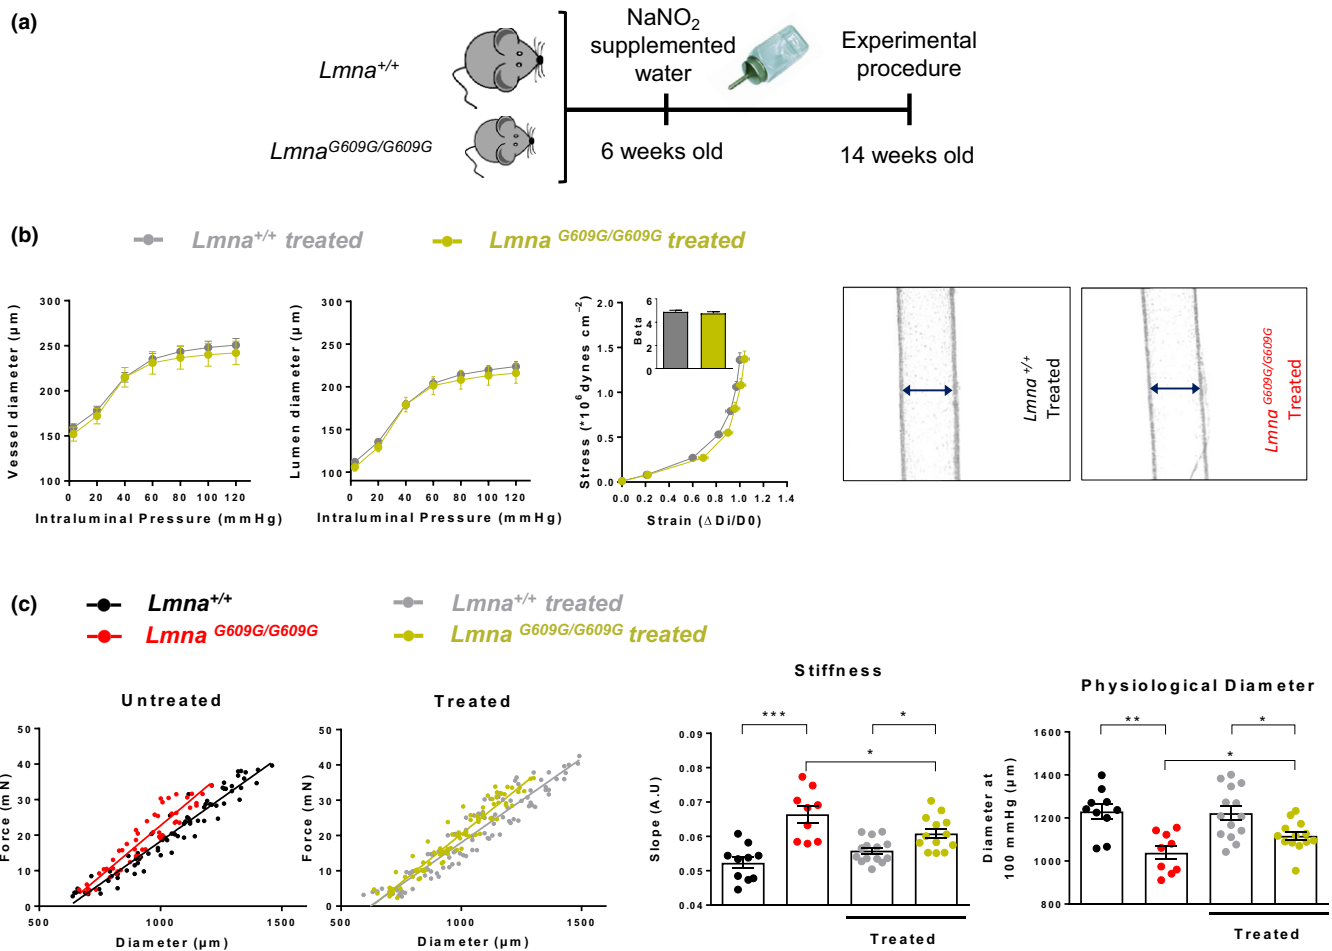 (a)
Lmna+/+
LmnaG609G/G609G
NaNO2
supplemented
water
Experimental
procedure
6 weeks old
14 weeks old
(b)
Lmna+/+ treated
Lmna G609G/G609G treated
Vessel diameter (µm)
300
250
200
150
100
0 20 40 60 80 100 120
Intraluminal Pressure (mmHg)
Lumen diameter (µm)
300
200
150
100
0 20 40 60 80 100 120
Intraluminal Pressure (mmHg)
Stress (*10⁶dynes cm⁻²)
2.0
1.5
1.0
0.5
0.0
0.0 0.2 0.4 0.6 0.8 1.0 1.2 1.4
Strain (ΔDi/D0)
Beta
6
4
2
0
Lmna+/+
Treated
Lmna G609G/G609G
Treated
(c)
Lmna+/+
Lmna G609G/G609G
Lmna+/+ treated
Lmna G609G/G609G treated
Untreated
Force (mN)
50
40
30
20
10
0
500 1000 1500
Diameter (µm)
Treated
Force (mN)
50
40
30
20
10
0
500 1000 1500
Diameter (µm)
Stiffness
Slope (A.U)
0.09
0.08
0.07
0.06
0.05
0.04
***
*
*
Treated
Physiological Diameter
Diameter at
100 mmHg (µm)
1600
1400
1200
1000
800
**
*
*
Treated